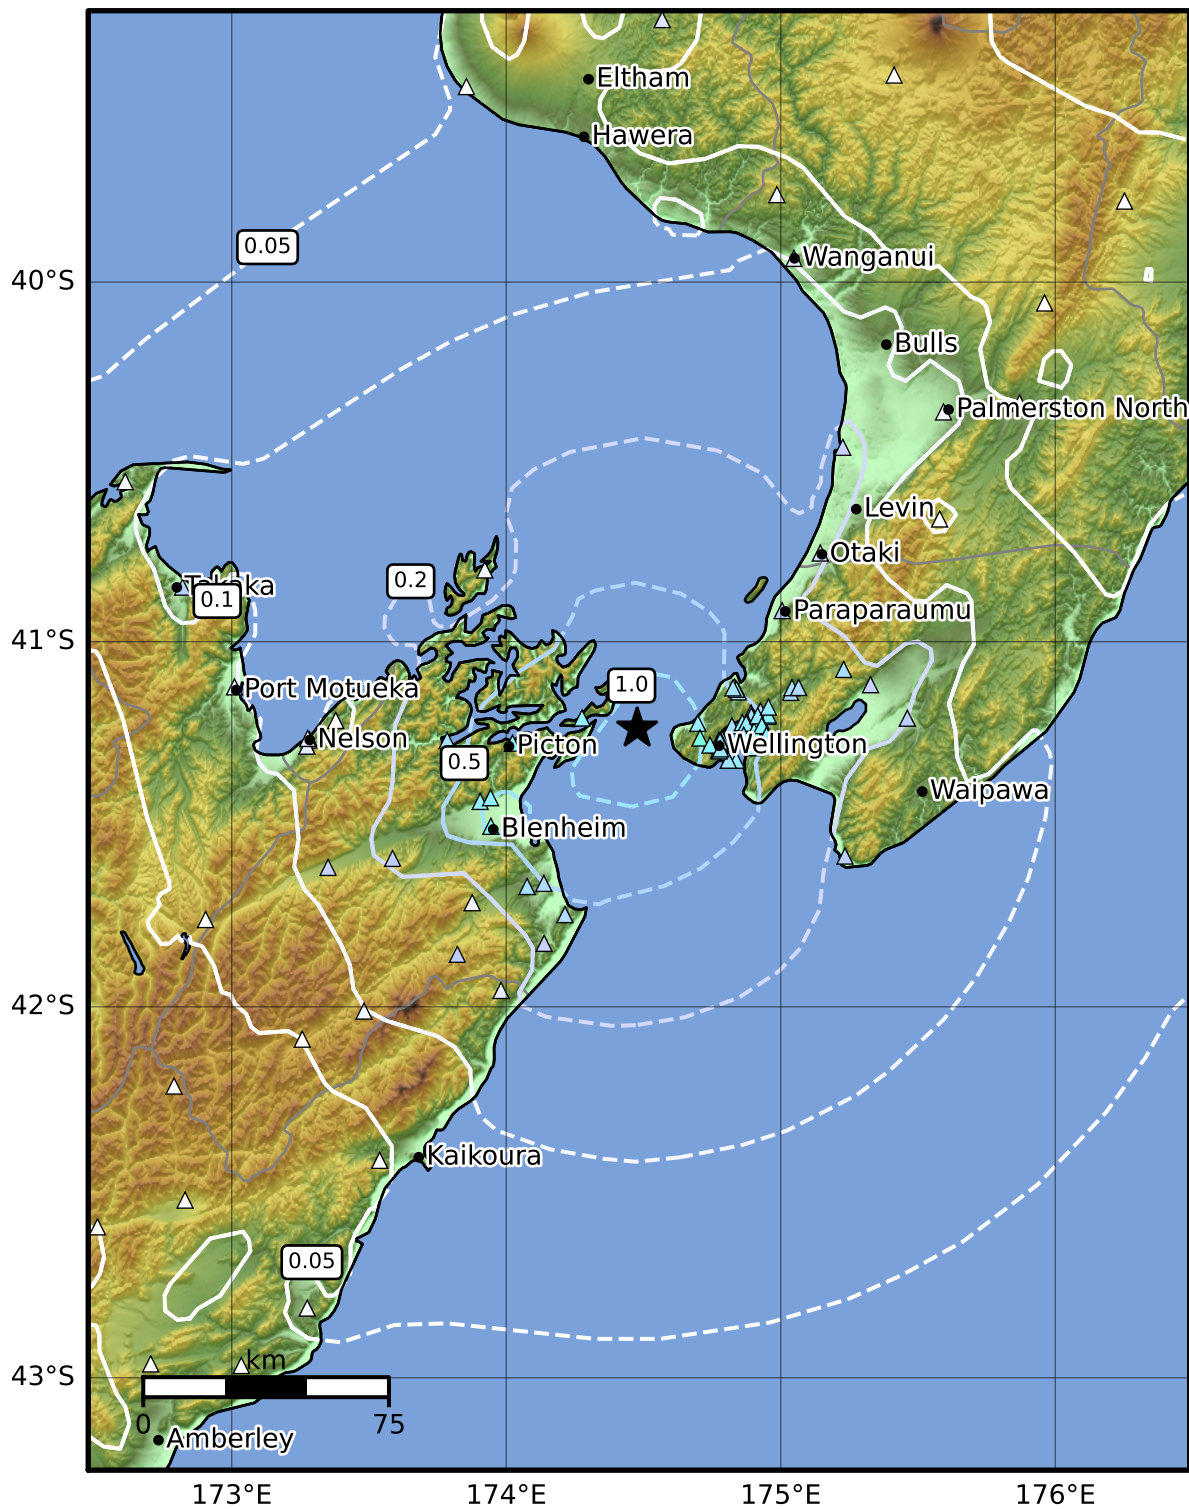 Eltham
Hawera
0.05
Wanganui
40°S
Bulls
Palmerston North
Levin
Otaki
0.2
Takaka
0.1
Paraparaumu
41°S
Port Motueka
1.0
Nelson
Picton
Wellington
0.5
Waipawa
Blenheim
42°S
Kaikoura
0.05
km
43°S
0
75
Amberley
173°E
174°E
175°E
176°E